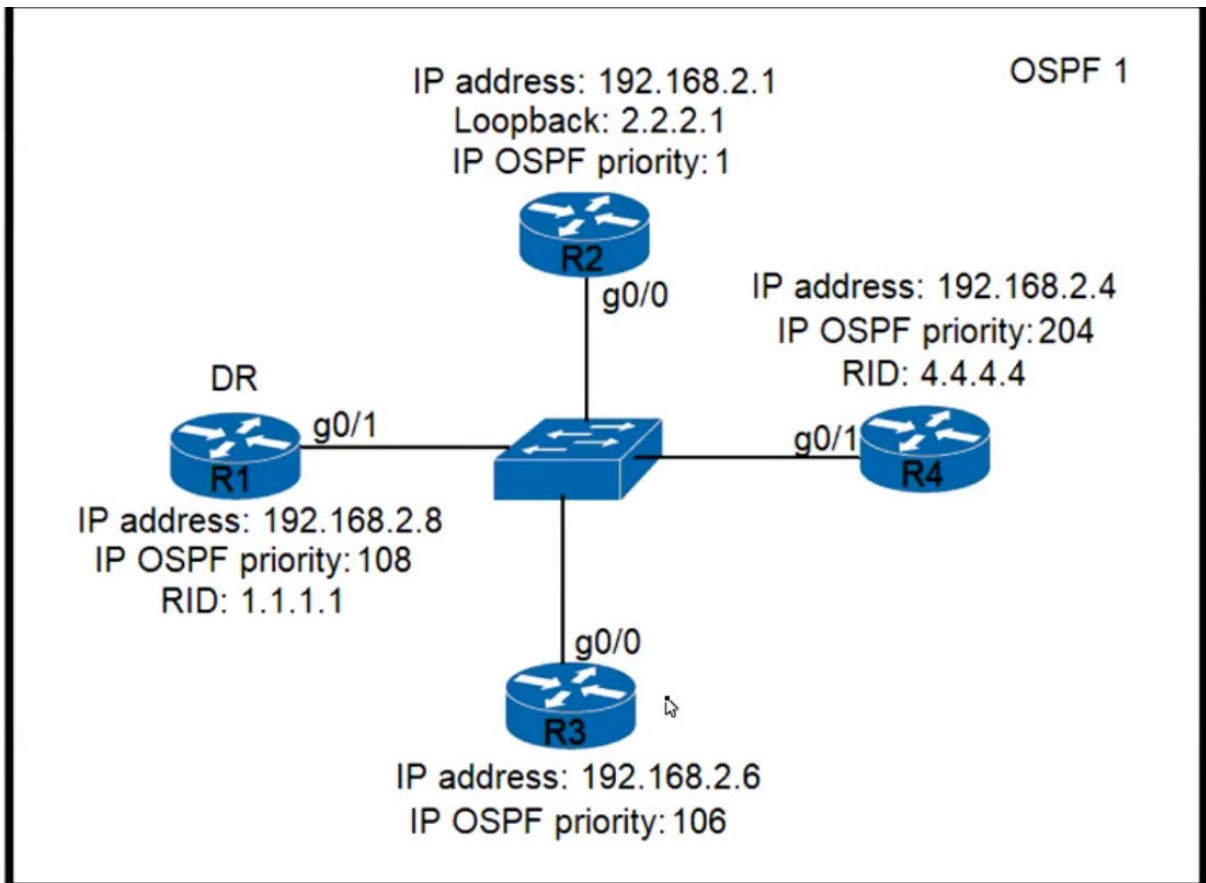 OSPF 1
IP address: 192.168.2.1
Loopback: 2.2.2.1
IP OSPF priority: 1
R2
g0/0
IP address: 192.168.2.4
IP OSPF priority: 204
RID: 4.4.4.4
DR
g0/1
R1
g0/1
R4
IP address: 192.168.2.8
IP OSPF priority: 108
RID: 1.1.1.1
g0/0
R3
IP address: 192.168.2.6
IP OSPF priority: 106